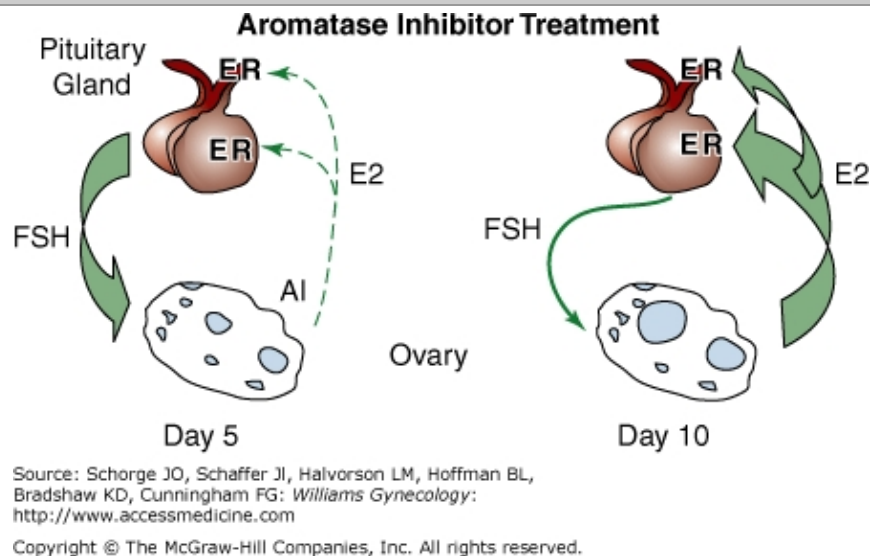 Aromatase Inhibitor Treatment
Pituitary
Gland
ER
ER
E2
FSH
AI
ER
ER
E2
FSH
Ovary
Day 5
Day 10
Source: Schorge JO, Schaffer JI, Halvorson LM, Hoffman BL,
Bradshaw KD, Cunningham FG: Williams Gynecology:
http://www.accessmedicine.com
Copyright © The McGraw-Hill Companies, Inc. All rights reserved.